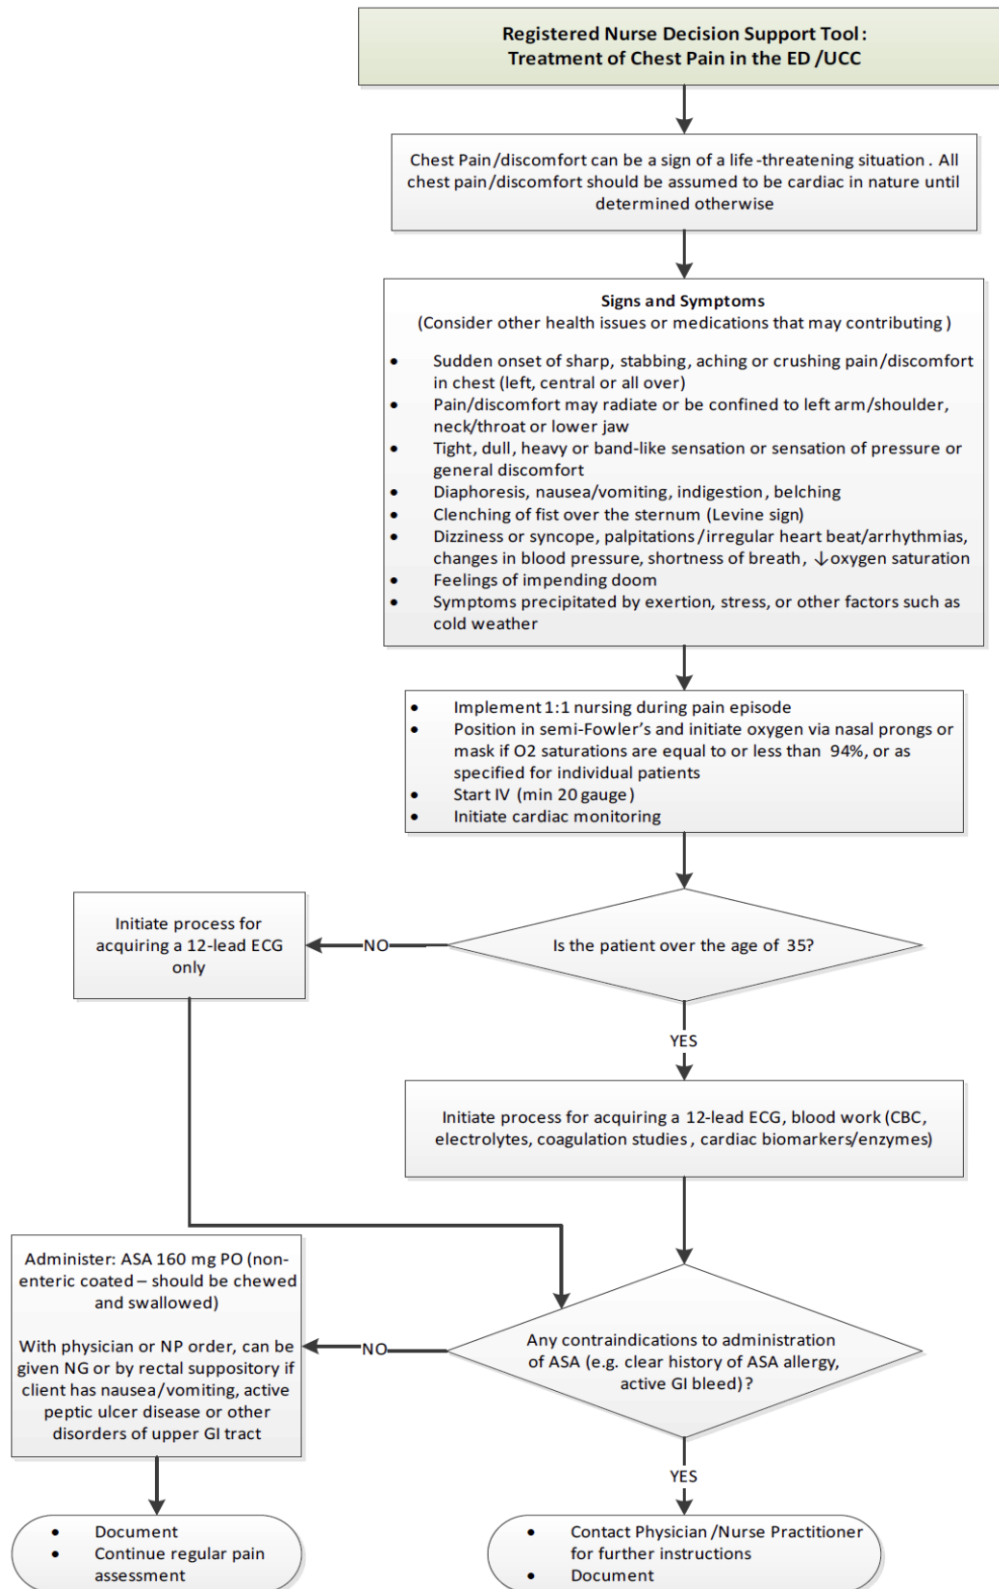 Registered Nurse Decision Support Tool:
Treatment of Chest Pain in the ED/UCC
Chest Pain/discomfort can be a sign of a life-threatening situation. All
chest pain/discomfort should be assumed to be cardiac in nature until
determined otherwise
Signs and Symptoms
(Consider other health issues or medications that may contributing)
• Sudden onset of sharp, stabbing, aching or crushing pain/discomfort
in chest (left, central or all over)
• Pain/discomfort may radiate or be confined to left arm/shoulder,
neck/throat or lower jaw
• Tight, dull, heavy or band-like sensation or sensation of pressure or
general discomfort
• Diaphoresis, nausea/vomiting, indigestion, belching
• Clenching of fist over the sternum (Levine sign)
• Dizziness or syncope, palpitations/irregular heart beat/arrhythmias,
changes in blood pressure, shortness of breath, ↓oxygen saturation
• Feelings of impending doom
• Symptoms precipitated by exertion, stress, or other factors such as
cold weather
• Implement 1:1 nursing during pain episode
• Position in semi-Fowler's and initiate oxygen via nasal prongs or
mask if O2 saturations are equal to or less than 94%, or as
specified for individual patients
• Start IV (min 20 gauge)
• Initiate cardiac monitoring
Is the patient over the age of 35?
NO
Initiate process for
acquiring a 12-lead ECG
only
YES
Initiate process for acquiring a 12-lead ECG, blood work (CBC,
electrolytes, coagulation studies, cardiac biomarkers/enzymes)
Any contraindications to administration
of ASA (e.g. clear history of ASA allergy,
active GI bleed)?
NO
Administer: ASA 160 mg PO (non-
enteric coated – should be chewed
and swallowed)
With physician or NP order, can be
given NG or by rectal suppository if
client has nausea/vomiting, active
peptic ulcer disease or other
disorders of upper GI tract
• Document
• Continue regular pain
assessment
YES
• Contact Physician/Nurse Practitioner
for further instructions
• Document